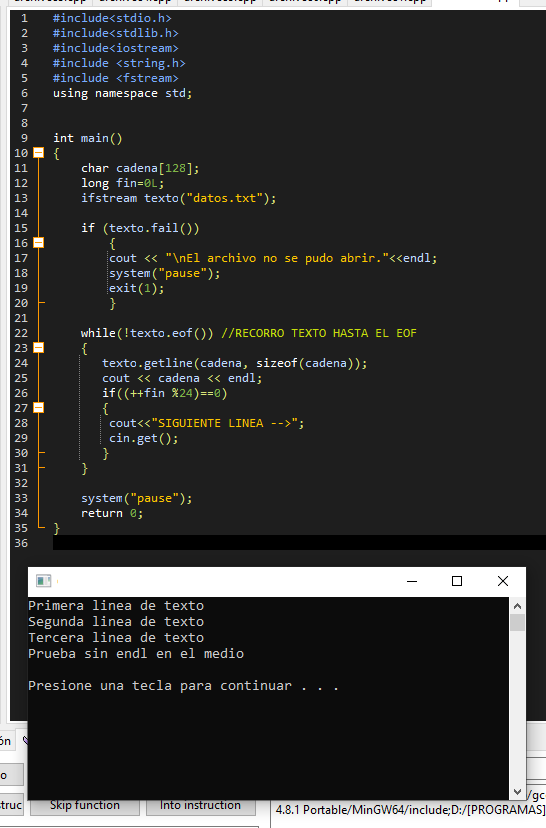 1 #include<stdio.h>
2 #include<stdlib.h>
3 #include<iostream>
4 #include <string.h>
5 #include <fstream>
6 using namespace std;
7
8
9 int main()
10 {
11 char cadena[128];
12 long fin=0L;
13 ifstream texto("datos.txt");
14
15 if (texto.fail())
16 {
17 cout << "\nEl archivo no se pudo abrir."<<endl;
18 system("pause");
19 exit(1);
20 }
21
22 while(!texto.eof()) //RECORRO TEXTO HASTA EL EOF
23 {
24 texto.getline(cadena, sizeof(cadena));
25 cout << cadena << endl;
26 if((++fin %24)==0)
27 {
28 cout<<"SIGUIENTE LINEA -->";
29 cin.get();
30 }
31 }
32
33 system("pause");
34 return 0;
35 }
36
Primera linea de texto
Segunda linea de texto
Tercera linea de texto
Prueba sin endl en el medio
Presione una tecla para continuar . . .
ón
o
/gc
truc Skip function Into instruction
4.8.1 Portable/MinGW64/include;D:/[PROGRAMAS]